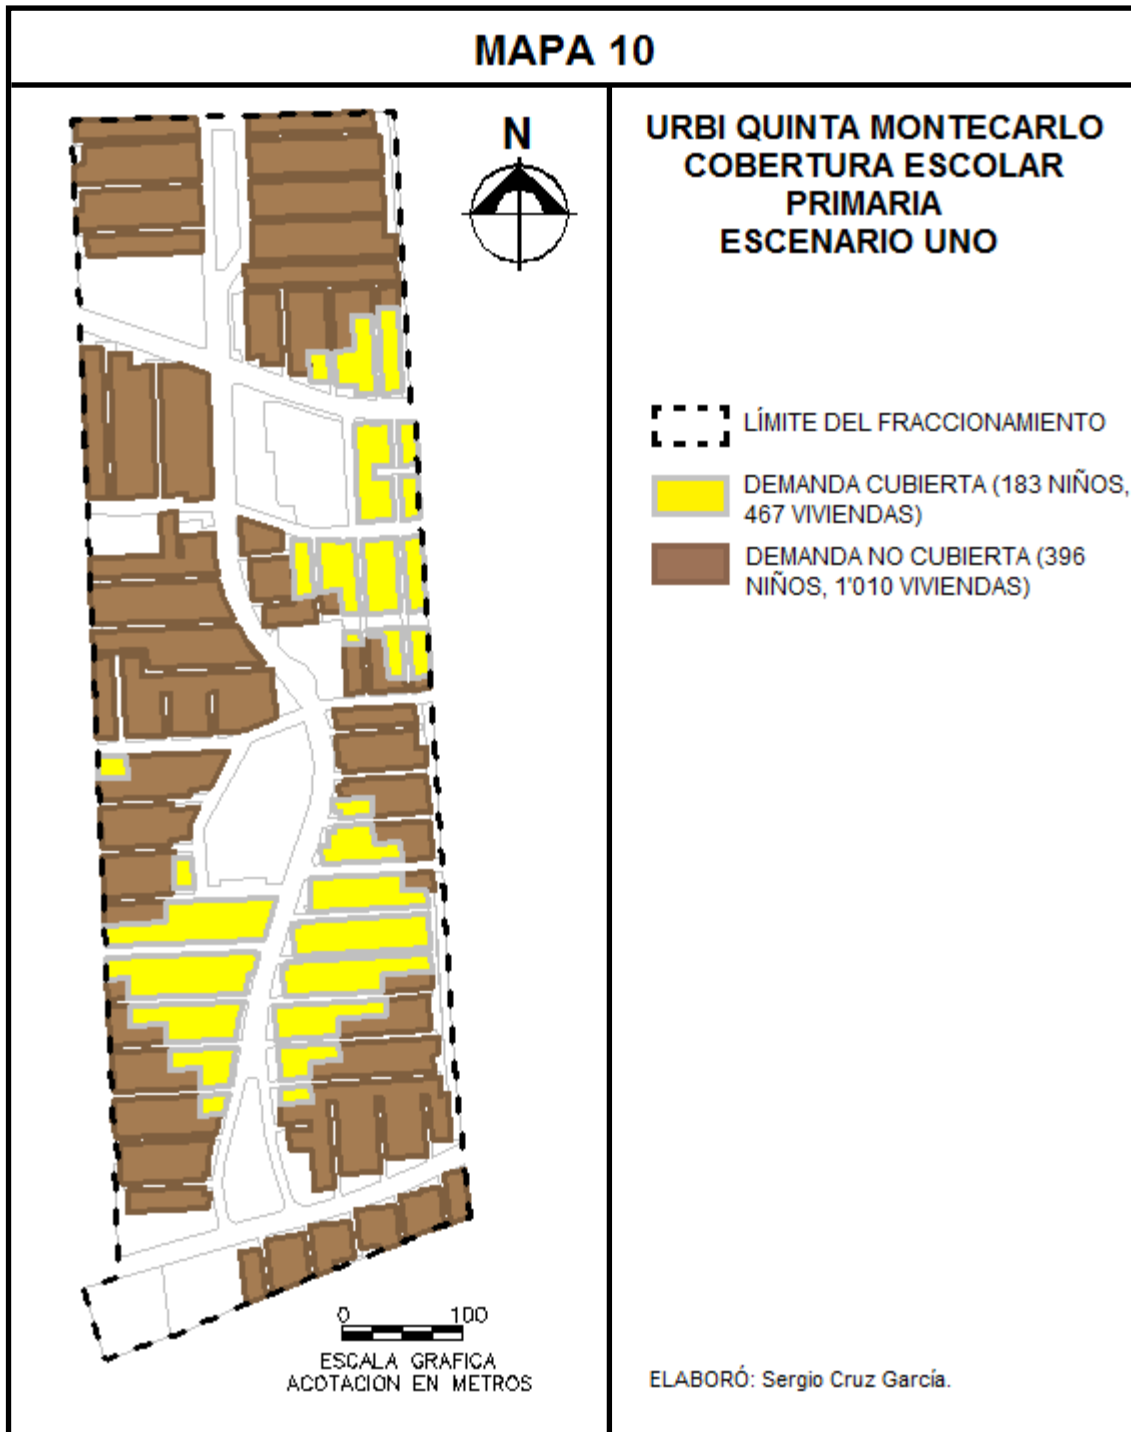 MAPA 10
N
URBI QUINTA MONTECARLO
COBERTURA ESCOLAR
PRIMARIA
ESCENARIO UNO
LÍMITE DEL FRACCIONAMIENTO
DEMANDA CUBIERTA (183 NIÑOS,
467 VIVIENDAS)
DEMANDA NO CUBIERTA (396
NIÑOS, 1'010 VIVIENDAS)
0 100
ESCALA GRAFICA
ACOTACION EN METROS
ELABORÓ: Sergio Cruz García.